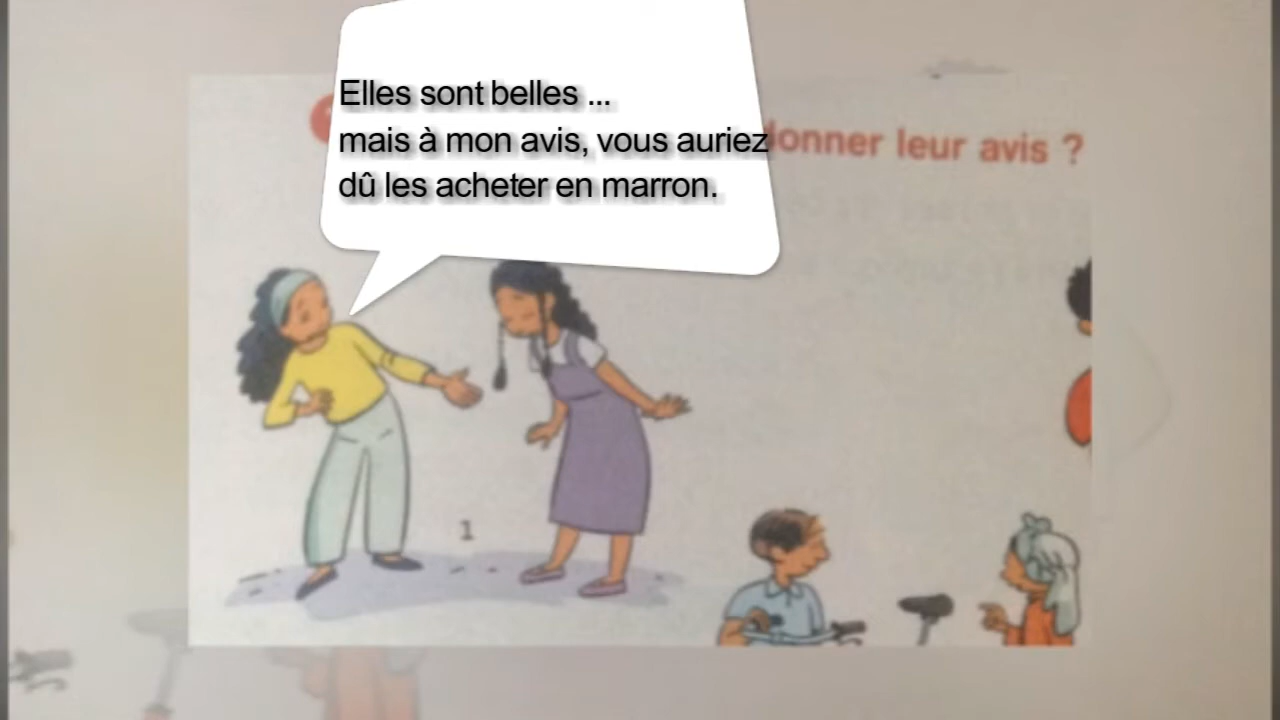 Elles sont belles ...
mais à mon avis, vous auriez
dû les acheter en marron.
donner leur avis ?
1